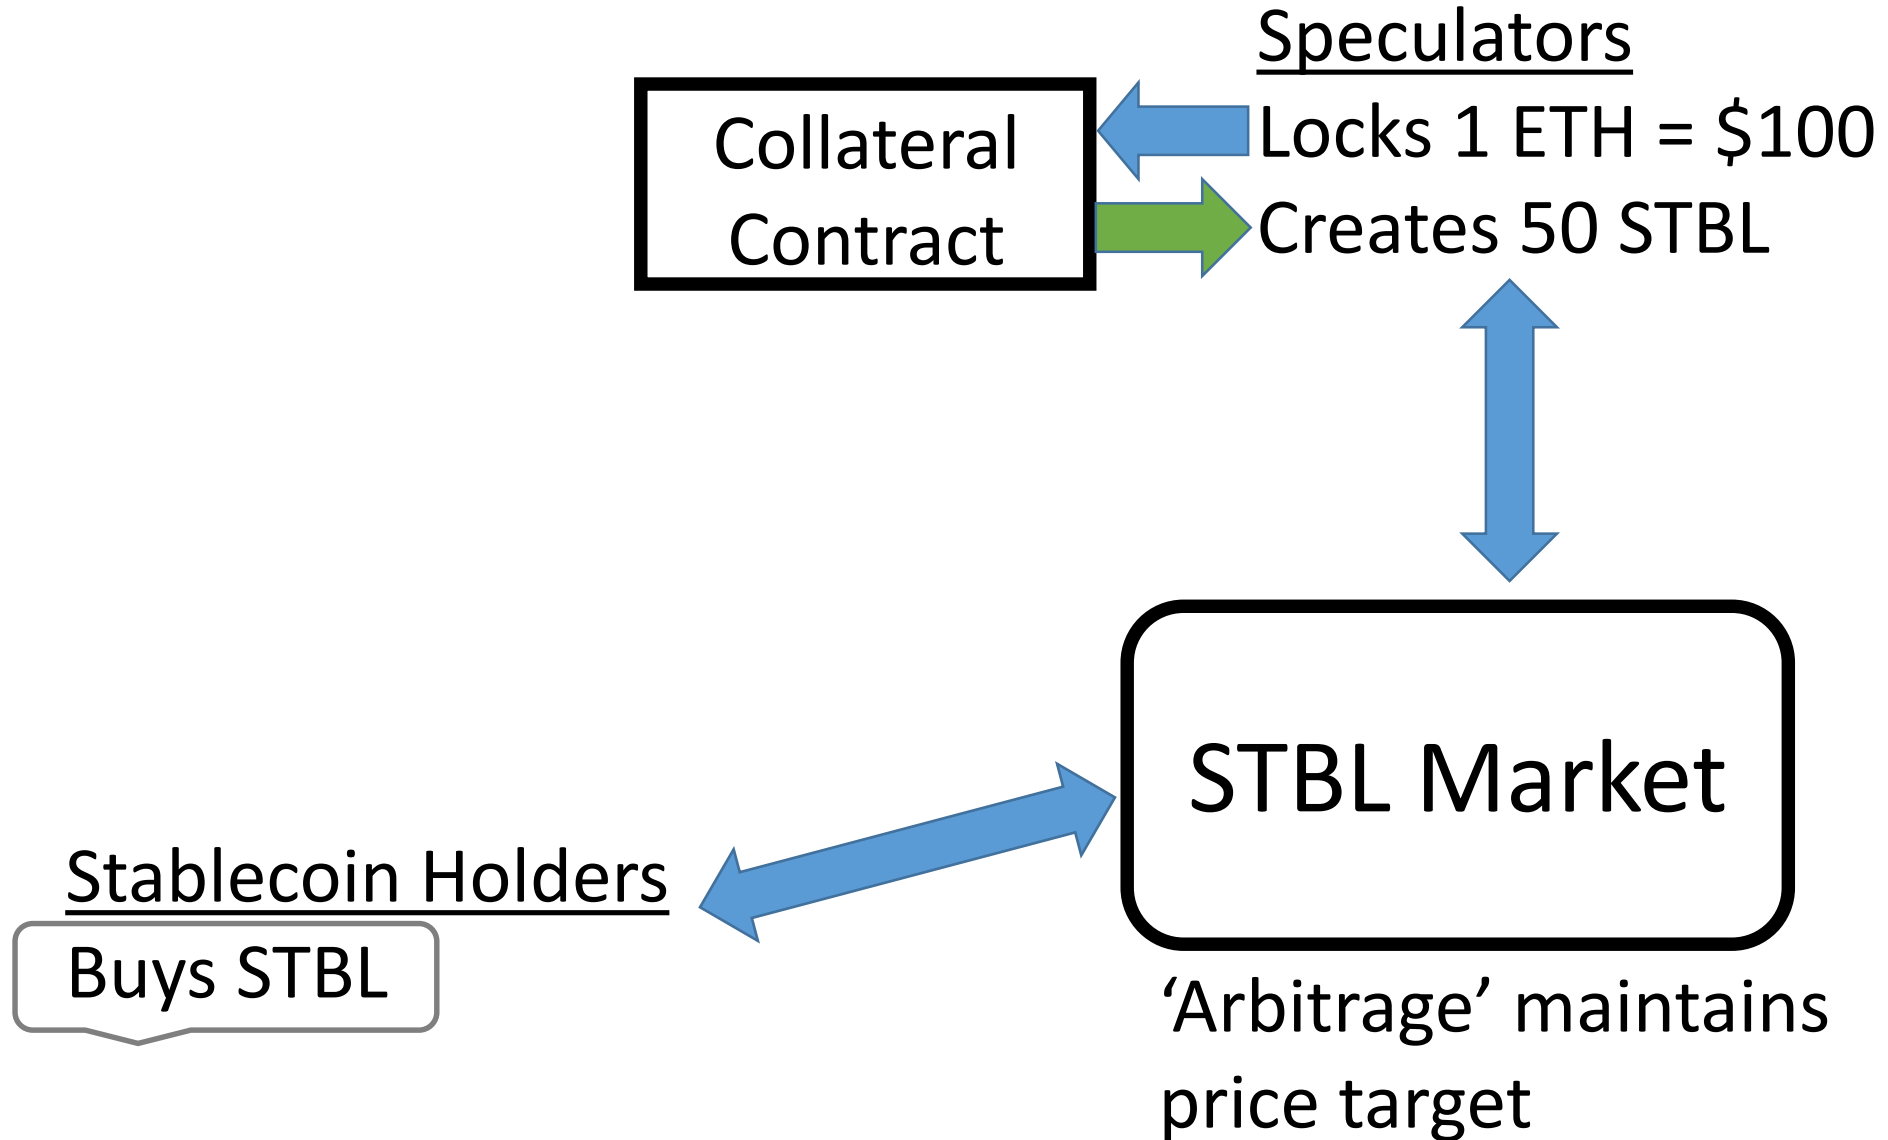 Speculators
Collateral
Contract
Locks 1 ETH = $100
Creates 50 STBL
STBL Market
Stablecoin Holders
Buys STBL
‘Arbitrage’ maintains
price target